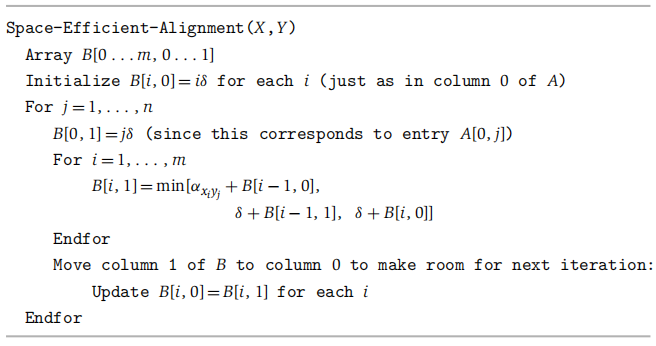 Space-Efficient-Alignment(X,Y)
Array B[0...m,0...1]
Initialize B[i,0]=iδ for each i (just as in column 0 of A)
For j=1,...,n
B[0,1]=jδ (since this corresponds to entry A[0,j])
For i=1,...,m
B[i,1]=min[αxᵢyⱼ + B[i−1,0],
δ+B[i−1,1], δ+B[i,0]]
Endfor
Move column 1 of B to column 0 to make room for next iteration:
Update B[i,0]=B[i,1] for each i
Endfor